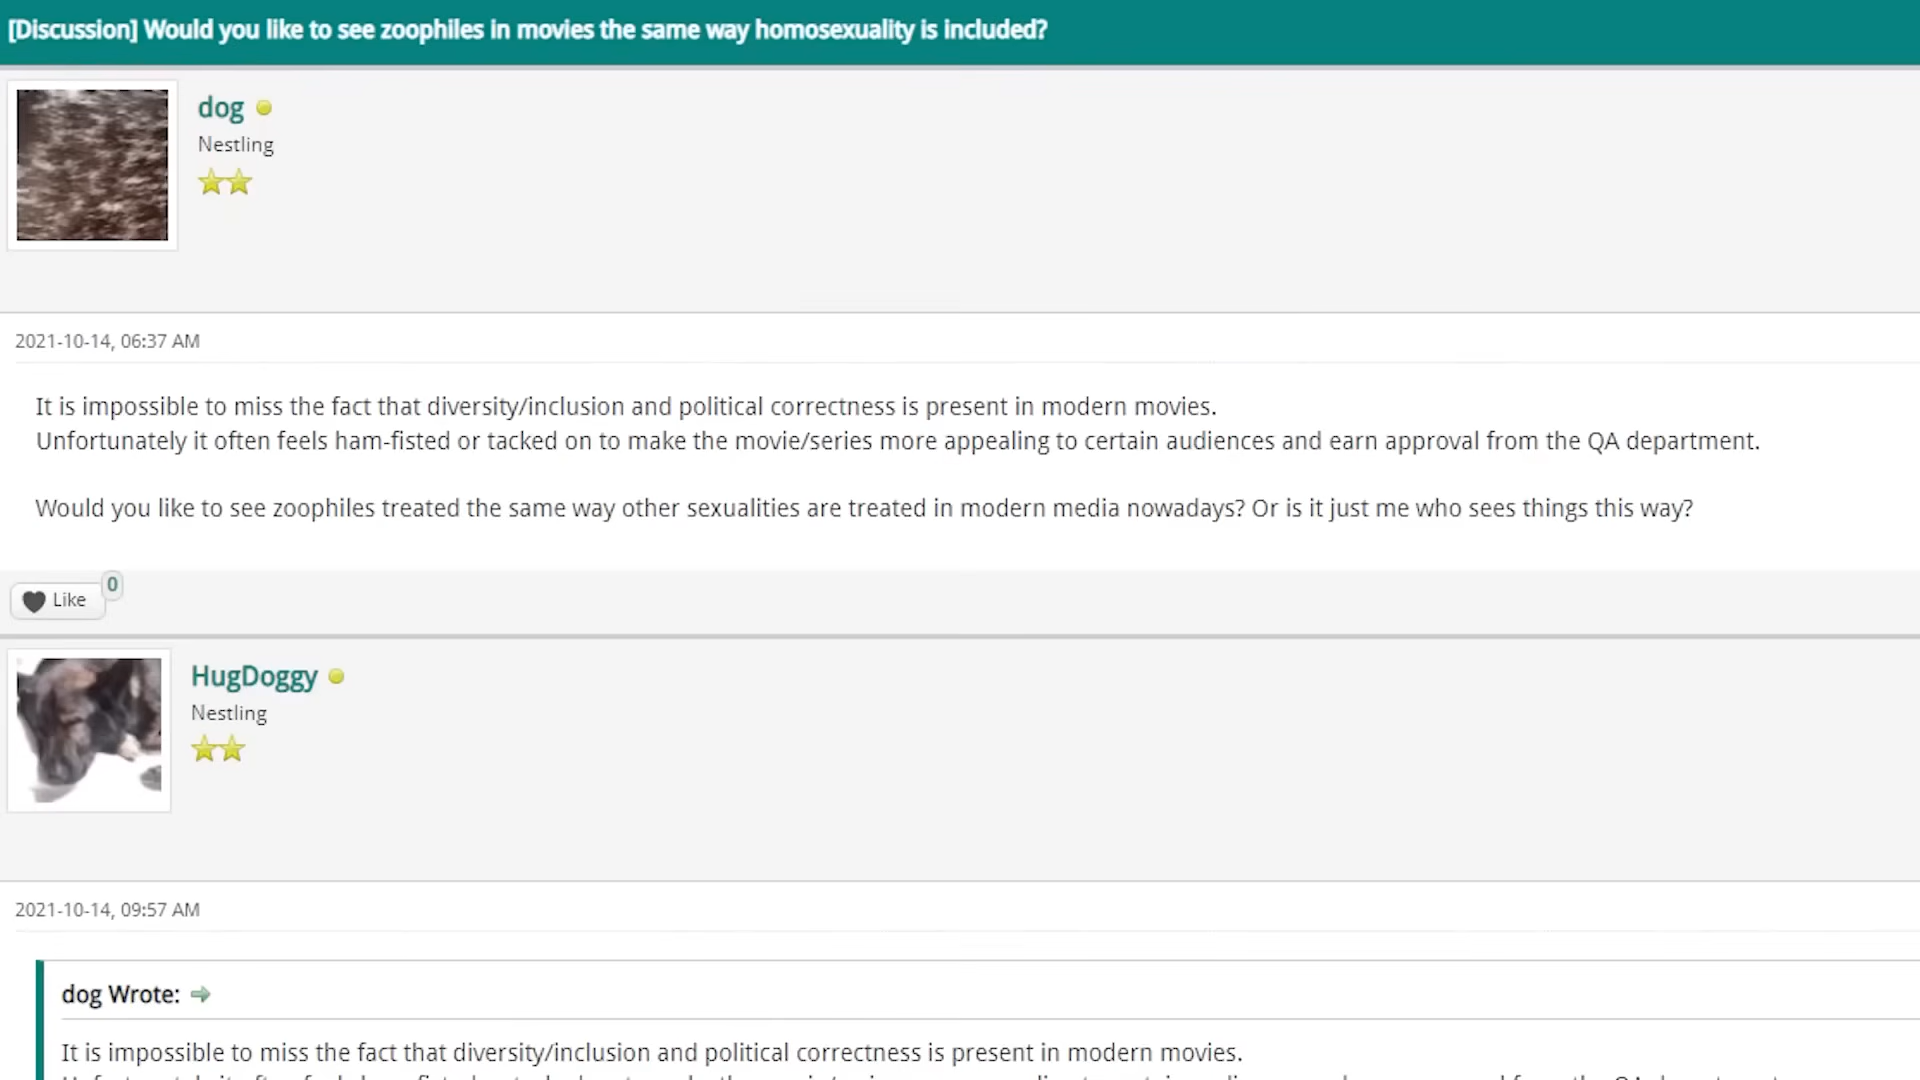 [Discussion] Would you like to see zoophiles in movies the same way homosexuality is included?
dog
Nestling
2021-10-14, 06:37 AM
It is impossible to miss the fact that diversity/inclusion and political correctness is present in modern movies.
Unfortunately it often feels ham-fisted or tacked on to make the movie/series more appealing to certain audiences and earn approval from the QA department.
Would you like to see zoophiles treated the same way other sexualities are treated in modern media nowadays? Or is it just me who sees things this way?
Like
0
HugDoggy
Nestling
2021-10-14, 09:57 AM
dog Wrote:
It is impossible to miss the fact that diversity/inclusion and political correctness is present in modern movies.